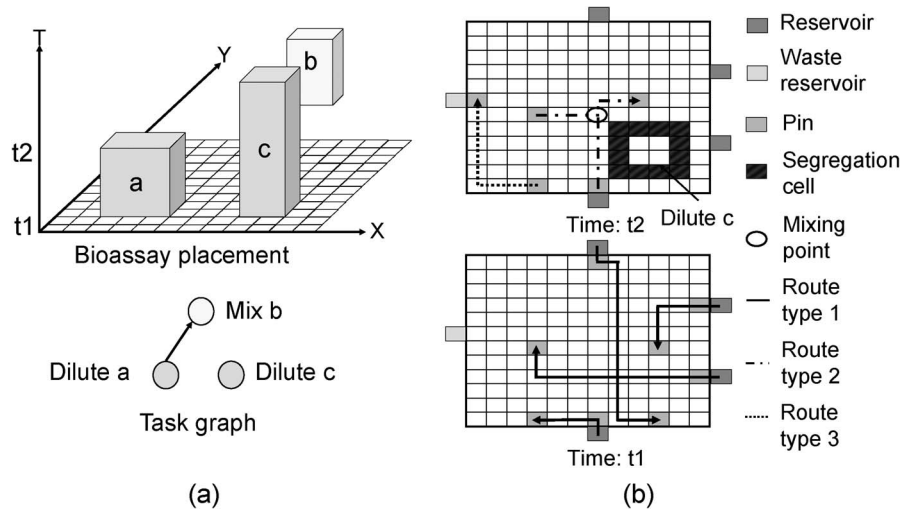 T
Y
b
c
a
t2
t1
X
Bioassay placement
Mix b
Dilute a
Dilute c
Task graph
(a)
Dilute c
Time: t2
Time: t1
(b)
Reservoir
Waste
reservoir
Pin
Segregation
cell
Mixing
point
Route
type 1
Route
type 2
Route
type 3